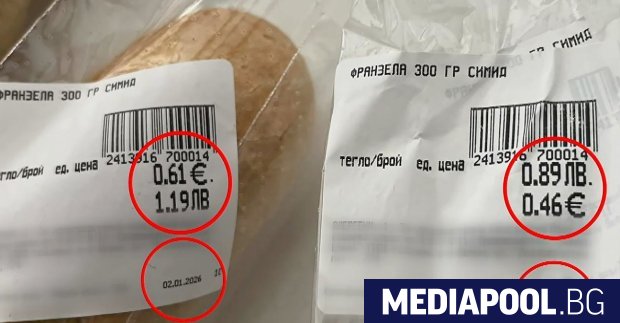 ФРАНЗЕЛА 300 ГР СИМИД
2413916 700014
тегло/брой ед. цена
0.61€.
1.19ЛВ
02.01.2026
ФРАНЗЕЛА 300 ГР СИМИД
2413916 700014
тегло/брой ед. цена
0.89ЛВ.
0.46€
MEDIAPOOL.BG